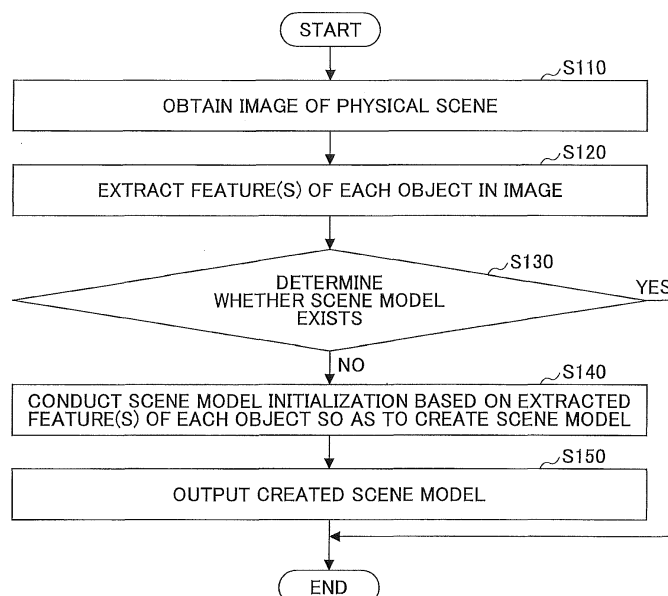 START
S110
OBTAIN IMAGE OF PHYSICAL SCENE
S120
EXTRACT FEATURE(S) OF EACH OBJECT IN IMAGE
S130
DETERMINE
WHETHER SCENE MODEL
EXISTS
YES
NO
S140
CONDUCT SCENE MODEL INITIALIZATION BASED ON EXTRACTED
FEATURE(S) OF EACH OBJECT SO AS TO CREATE SCENE MODEL
S150
OUTPUT CREATED SCENE MODEL
END